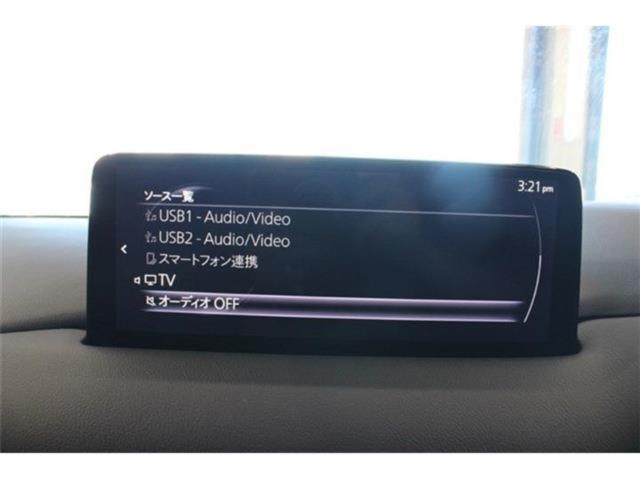 3:21 pm
ソース一覧
USB1 - Audio/Video
USB2 - Audio/Video
スマートフォン連携
TV
オーディオ OFF